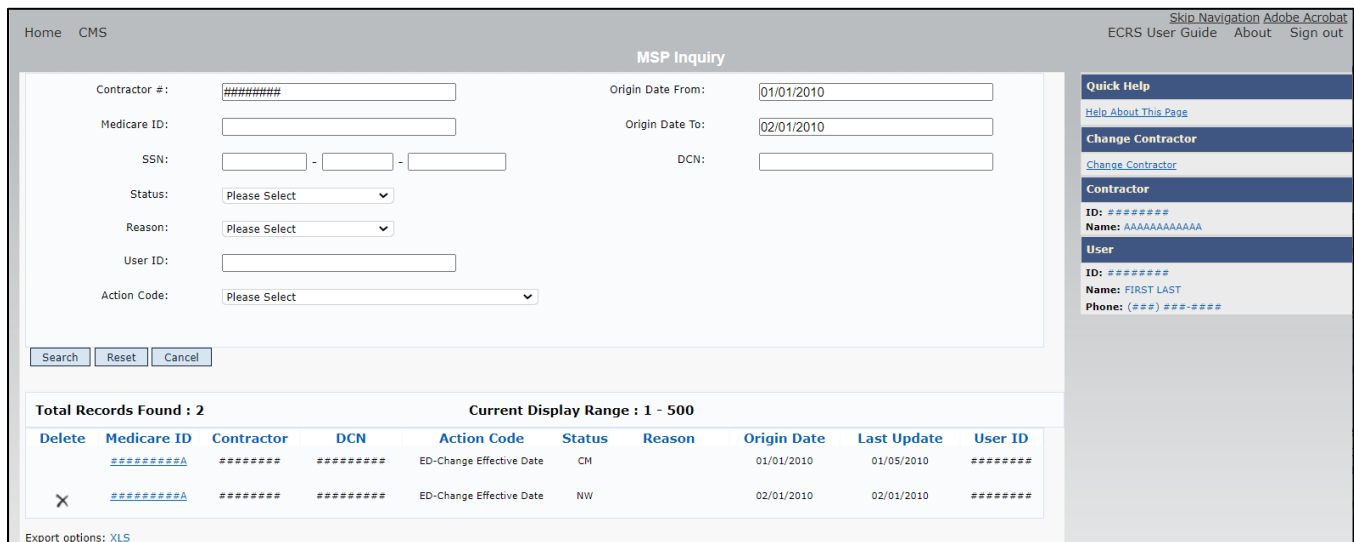 Skip Navigation Adobe Acrobat
Home CMS ECRS User Guide About Sign out
MSP Inquiry
Contractor #: ######## Origin Date From: 01/01/2010
Medicare ID: Origin Date To: 02/01/2010
SSN: - - DCN:
Status: Please Select
Reason: Please Select
User ID:
Action Code: Please Select
Search Reset Cancel
Quick Help
Help About This Page
Change Contractor
Change Contractor
Contractor
ID: ########
Name: AAAAAAAAAAAA
User
ID: ########
Name: FIRST LAST
Phone: (###) ###-####
Total Records Found : 2 Current Display Range : 1 - 500
Delete Medicare ID Contractor DCN Action Code Status Reason Origin Date Last Update User ID
#########A ######## ######### ED-Change Effective Date CM 01/01/2010 01/05/2010 ########
#########A ######## ######### ED-Change Effective Date NW 02/01/2010 02/01/2010 ########
Export options: XLS